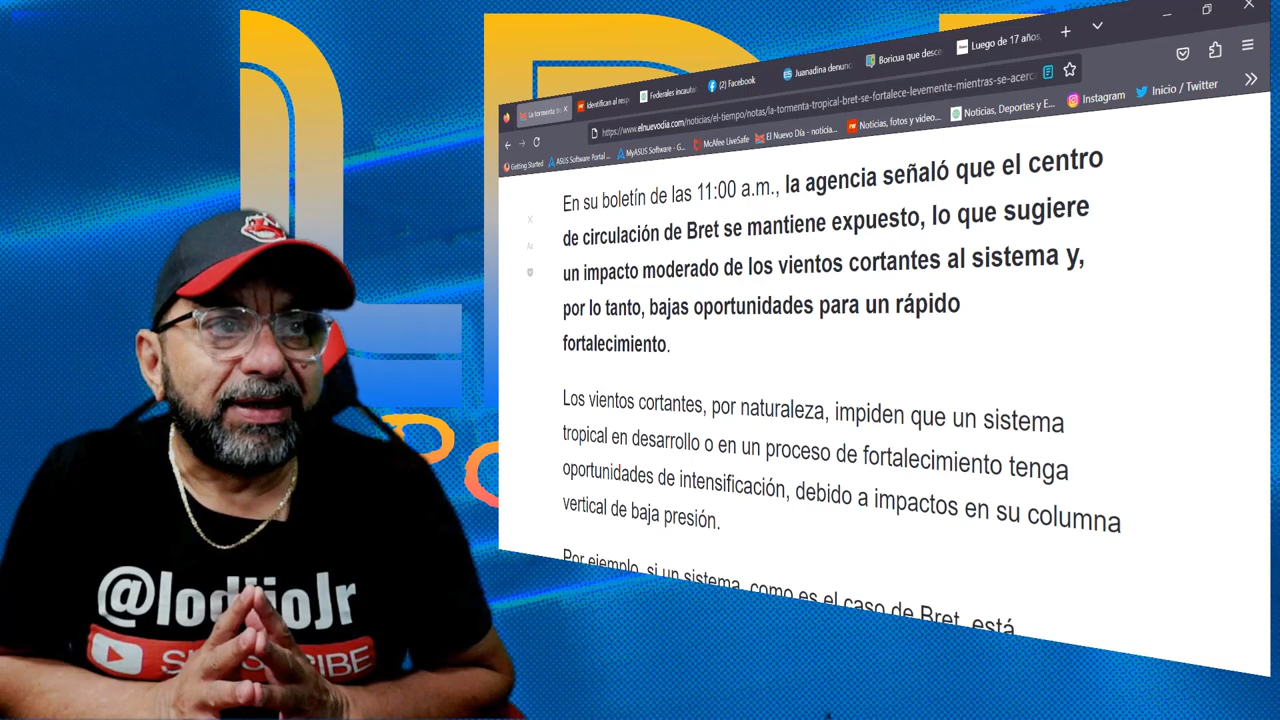 La tormenta s
Identifican al resp
Federales incautar
(2) Facebook
Juanadina denunc
Boricua que desc
Luego de 17 años,
https://www.elnuevodia.com/noticias/el-tiempo/notas/la-tormenta-tropical-bret-se-fortalece-levemente-mientras-se-acerc
Getting Started
ASUS Software Portal ...
MyASUS Software - G...
McAfee LiveSafe
El Nuevo Día - noticia...
Noticias, fotos y video...
Noticias, Deportes y E...
Instagram
Inicio / Twitter
En su boletín de las 11:00 a.m., la agencia señaló que el centro
de circulación de Bret se mantiene expuesto, lo que sugiere
un impacto moderado de los vientos cortantes al sistema y,
por lo tanto, bajas oportunidades para un rápido
fortalecimiento.
Los vientos cortantes, por naturaleza, impiden que un sistema
tropical en desarrollo o en un proceso de fortalecimiento tenga
oportunidades de intensificación, debido a impactos en su columna
vertical de baja presión.
Por ejemplo, si un sistema, como es el caso de Bret, está